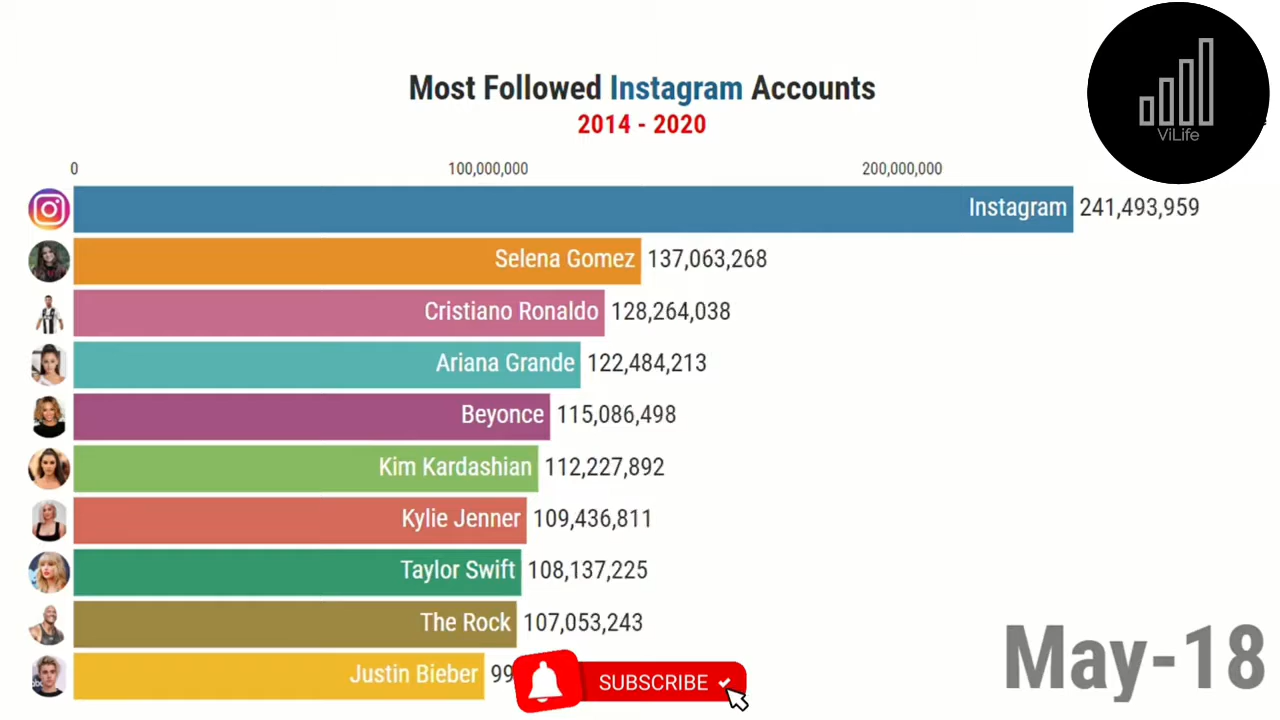 Most Followed Instagram Accounts
2014 - 2020
ViLife
0 100,000,000 200,000,000
Instagram 241,493,959
Selena Gomez 137,063,268
Cristiano Ronaldo 128,264,038
Ariana Grande 122,484,213
Beyonce 115,086,498
Kim Kardashian 112,227,892
Kylie Jenner 109,436,811
Taylor Swift 108,137,225
The Rock 107,053,243
Justin Bieber 99
SUBSCRIBE
May-18